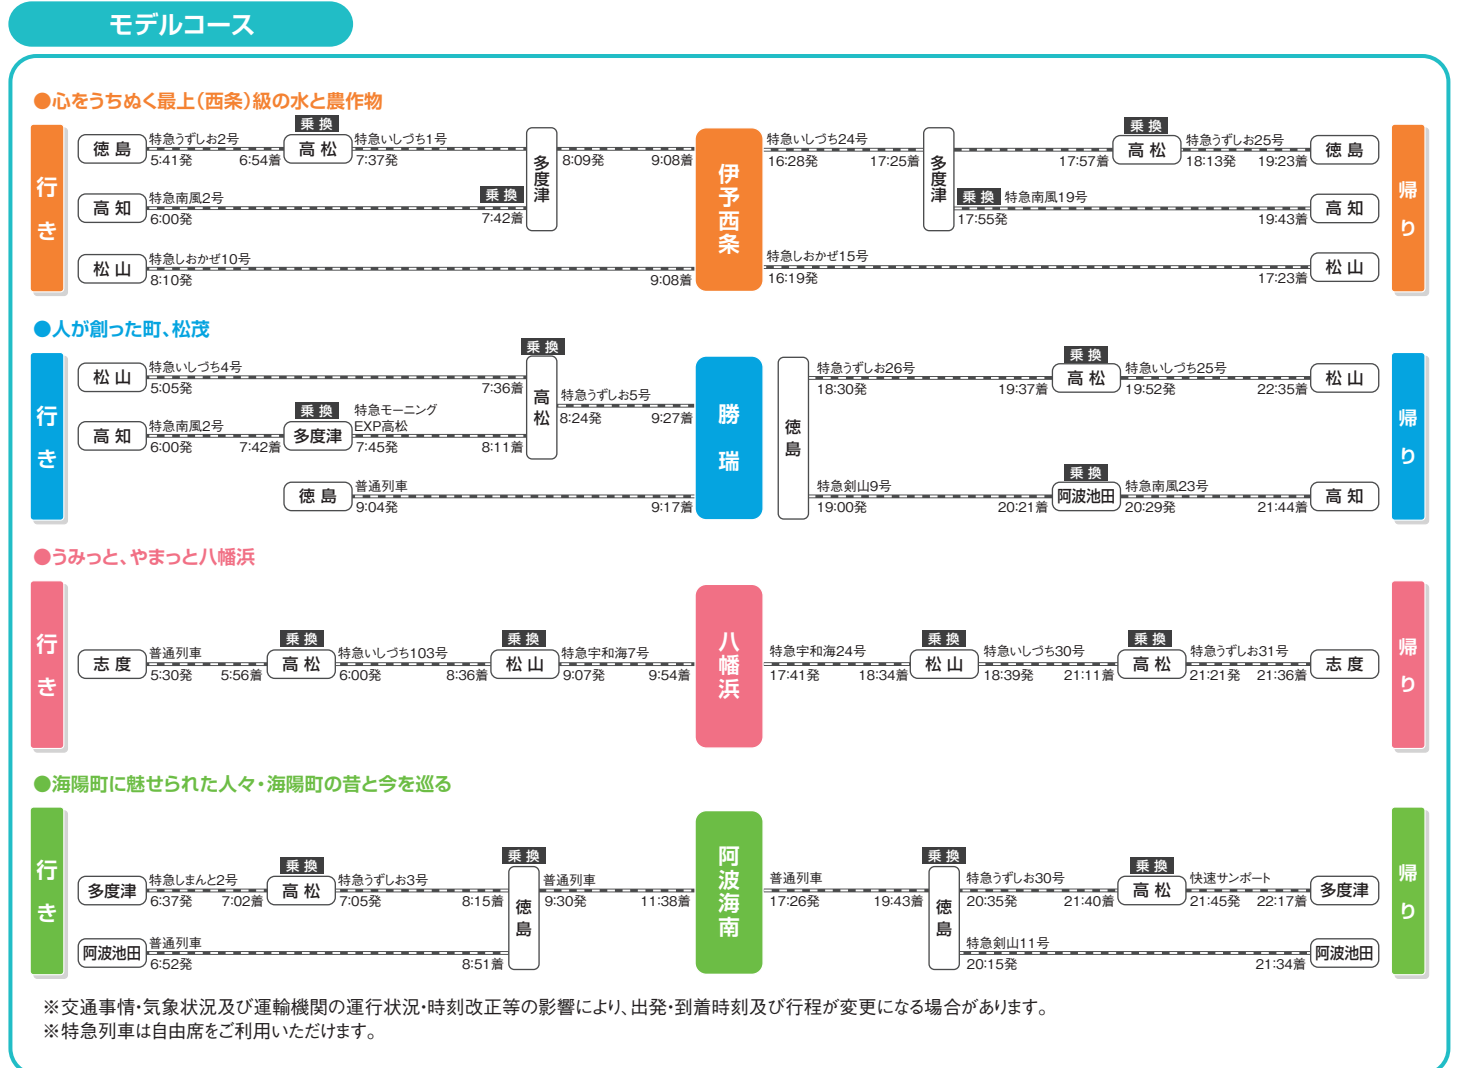 モデルコース
●心をうちぬく最上(西条)級の水と農作物
行き
乗換
徳島 特急うずしお2号 高松 特急いしづち1号
5:41発 6:54着 7:37発
多度津
8:09発 9:08着
高知 特急南風2号 乗換
6:00発 7:42着
松山 特急しおかぜ10号
8:10発 9:08着
伊予西条
特急いしづち24号
16:28発 17:25着
多度津
乗換
17:57着 高松 特急うずしお25号 徳島
18:13発 19:23着
乗換 特急南風19号 高知
17:55発 19:43着
特急しおかぜ15号 松山
16:19発 17:23着
帰り
●人が創った町、松茂
行き
松山 特急いしづち4号
5:05発 7:36着
乗換
高松
高知 特急南風2号
6:00発 7:42着
乗換
多度津
特急モーニング
EXP高松
7:45発 8:11着
特急うずしお5号
8:24発 9:27着
徳島 普通列車
9:04発 9:17着
勝瑞
徳島
特急うずしお26号
18:30発 19:37着
乗換
高松 特急いしづち25号 松山
19:52発 22:35着
特急剣山9号
19:00発 20:21着
乗換
阿波池田 特急南風23号 高知
20:29発 21:44着
帰り
●うみっと、やまっと八幡浜
行き
志度 普通列車
5:30発 5:56着
乗換
高松 特急いしづち103号
6:00発 8:36着
乗換
松山 特急宇和海7号
9:07発 9:54着
八幡浜
特急宇和海24号
17:41発 18:34着
乗換
松山 特急いしづち30号
18:39発 21:11着
乗換
高松 特急うずしお31号 志度
21:21発 21:36着
帰り
●海陽町に魅せられた人々・海陽町の昔と今を巡る
行き
多度津 特急しまんと2号
6:37発 7:02着
乗換
高松 特急うずしお3号
7:05発 8:15着
乗換
徳島
普通列車
9:30発 11:38着
阿波池田 普通列車
6:52発 8:51着
阿波海南
普通列車
17:26発 19:43着
乗換
徳島
特急うずしお30号
20:35発 21:40着
乗換
高松 快速サンポート 多度津
21:45発 22:17着
特急剣山11号 阿波池田
20:15発 21:34着
帰り
※交通事情・気象状況及び運輸機関の運行状況・時刻改正等の影響により、出発・到着時刻及び行程が変更になる場合があります。
※特急列車は自由席をご利用いただけます。